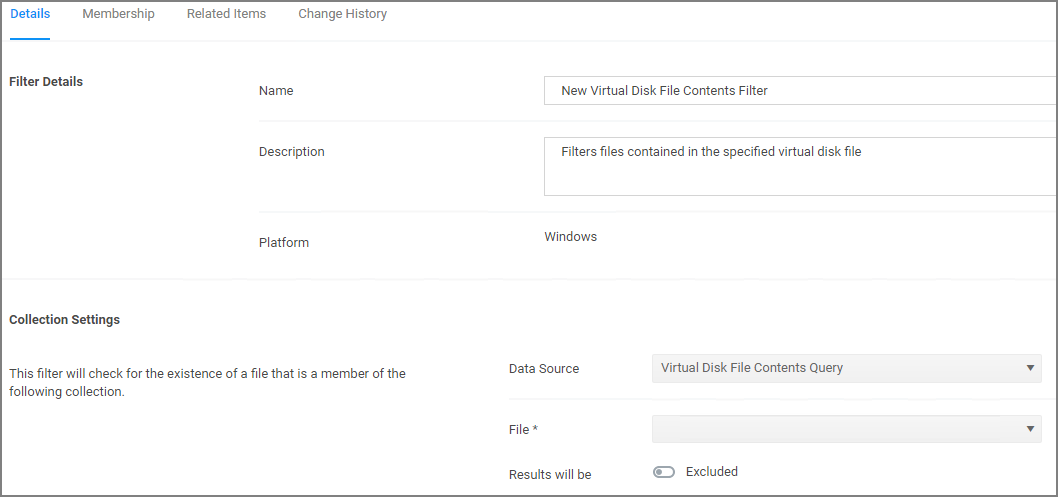 Details Membership Related Items Change History
Filter Details
Name New Virtual Disk File Contents Filter
Description Filters files contained in the specified virtual disk file
Platform Windows
Collection Settings
This filter will check for the existence of a file that is a member of the
following collection.
Data Source Virtual Disk File Contents Query
File *
Results will be Excluded